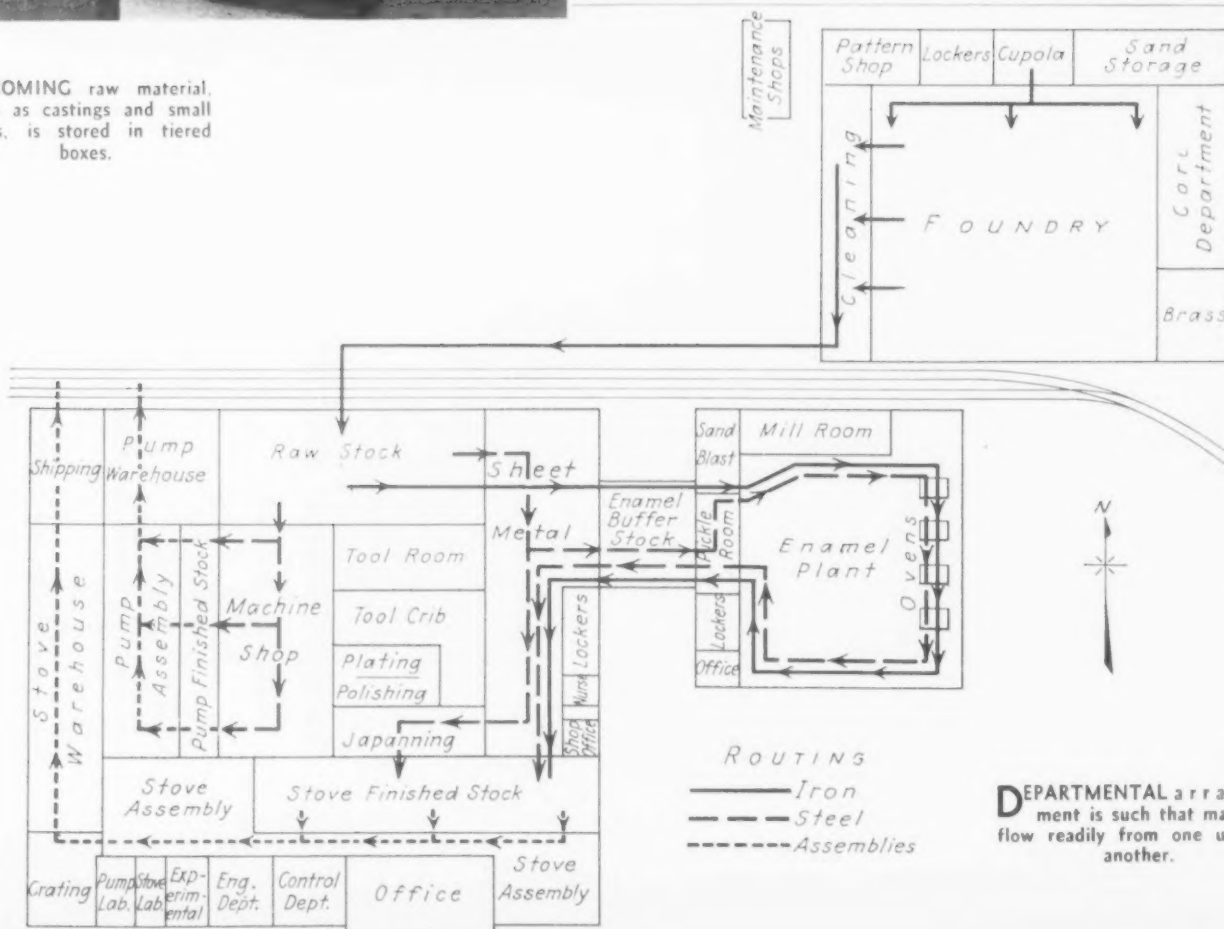 OMING raw material,
as castings and small
is stored in tiered
boxes.
Maintenance
Shops
Pattern
Shop
Lockers
Cupola
Sand
Storage
Cleaning
FOUNDRY
Core
Department
Brass
Shipping
Pump
Warehouse
Raw Stock
Sheet
Metal
Enamel
Buffer
Stock
Sand
Blast
Mill Room
Pickle
Room
Enamel
Plant
Ovens
Lockers
Office
N
Stove
Warehouse
Pump
Assembly
Pump Finished Stock
Machine
Shop
Tool Room
Tool Crib
Plating
Polishing
Japanning
Lockers
Nurse
Shop
Office
Stove
Assembly
Stove Finished Stock
Stove
Assembly
Crating
Pump
Lab.
Stove
Lab.
Exp-
erim-
ental
Eng.
Dept.
Control
Dept.
Office
ROUTING
Iron
Steel
Assemblies
DEPARTMENTAL arra
ment is such that ma
flow readily from one u
another.